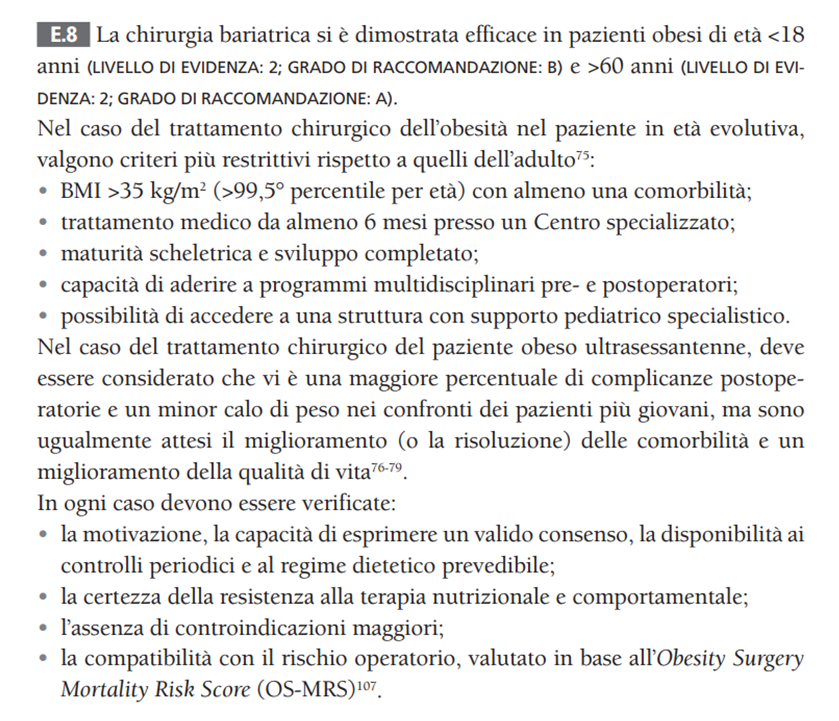 E.8 La chirurgia bariatrica si è dimostrata efficace in pazienti obesi di età <18
anni (LIVELLO DI EVIDENZA: 2; GRADO DI RACCOMANDAZIONE: B) e >60 anni (LIVELLO DI EVI-
DENZA: 2; GRADO DI RACCOMANDAZIONE: A).
Nel caso del trattamento chirurgico dell'obesità nel paziente in età evolutiva,
valgono criteri più restrittivi rispetto a quelli dell'adulto⁷⁵:
• BMI >35 kg/m² (>99,5° percentile per età) con almeno una comorbilità;
• trattamento medico da almeno 6 mesi presso un Centro specializzato;
• maturità scheletrica e sviluppo completato;
• capacità di aderire a programmi multidisciplinari pre- e postoperatori;
• possibilità di accedere a una struttura con supporto pediatrico specialistico.
Nel caso del trattamento chirurgico del paziente obeso ultrasessantenne, deve
essere considerato che vi è una maggiore percentuale di complicanze postope-
ratorie e un minor calo di peso nei confronti dei pazienti più giovani, ma sono
ugualmente attesi il miglioramento (o la risoluzione) delle comorbilità e un
miglioramento della qualità di vita⁷⁶⁻⁷⁹.
In ogni caso devono essere verificate:
• la motivazione, la capacità di esprimere un valido consenso, la disponibilità ai
controlli periodici e al regime dietetico prevedibile;
• la certezza della resistenza alla terapia nutrizionale e comportamentale;
• l'assenza di controindicazioni maggiori;
• la compatibilità con il rischio operatorio, valutato in base all'Obesity Surgery
Mortality Risk Score (OS-MRS)¹⁰⁷.